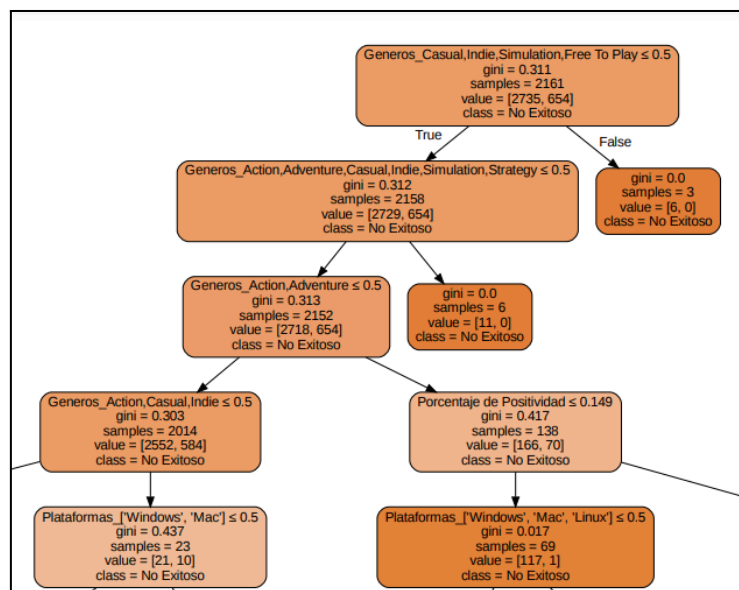 Generos_Casual,Indie,Simulation,Free To Play ≤ 0.5
gini = 0.311
samples = 2161
value = [2735, 654]
class = No Exitoso
True
False
Generos_Action,Adventure,Casual,Indie,Simulation,Strategy ≤ 0.5
gini = 0.312
samples = 2158
value = [2729, 654]
class = No Exitoso
gini = 0.0
samples = 3
value = [6, 0]
class = No Exitoso
Generos_Action,Adventure ≤ 0.5
gini = 0.313
samples = 2152
value = [2718, 654]
class = No Exitoso
gini = 0.0
samples = 6
value = [11, 0]
class = No Exitoso
Generos_Action,Casual,Indie ≤ 0.5
gini = 0.303
samples = 2014
value = [2552, 584]
class = No Exitoso
Porcentaje de Positividad ≤ 0.149
gini = 0.417
samples = 138
value = [166, 70]
class = No Exitoso
Plataformas_['Windows', 'Mac'] ≤ 0.5
gini = 0.437
samples = 23
value = [21, 10]
class = No Exitoso
Plataformas_['Windows', 'Mac', 'Linux'] ≤ 0.5
gini = 0.017
samples = 69
value = [117, 1]
class = No Exitoso